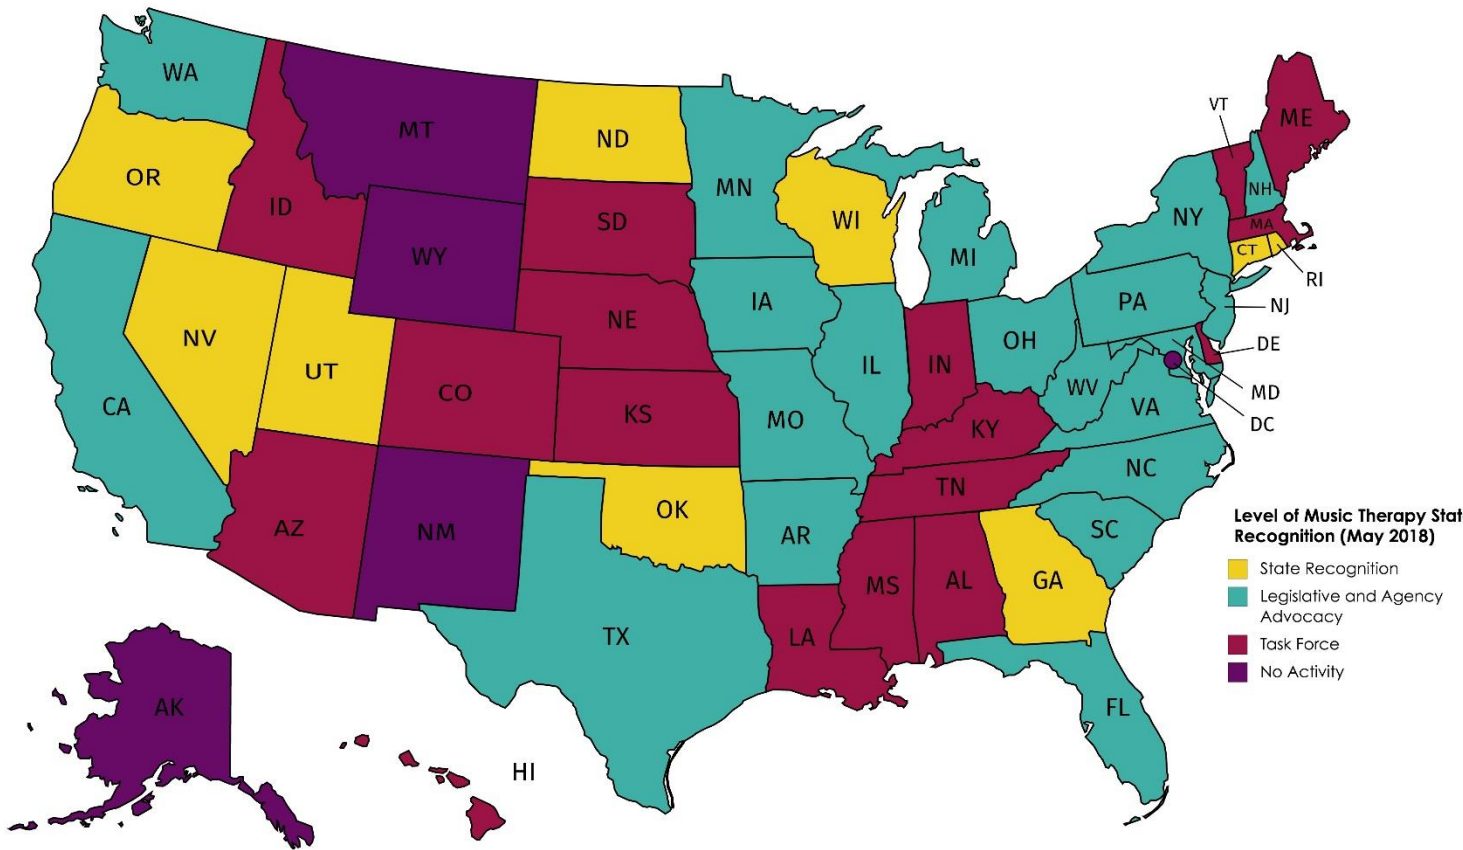 WA
MT
ND
MN
VT
ME
OR
ID
SD
WI
NY
NH
MA
CT
RI
WY
MI
IA
PA
NJ
NE
NV
UT
CO
IL
IN
OH
DE
MD
DC
WV
VA
CA
KS
MO
KY
NC
TN
AZ
NM
OK
AR
SC
MS
AL
GA
TX
LA
FL
AK
HI
Level of Music Therapy Stat
Recognition (May 2018)
State Recognition
Legislative and Agency
Advocacy
Task Force
No Activity